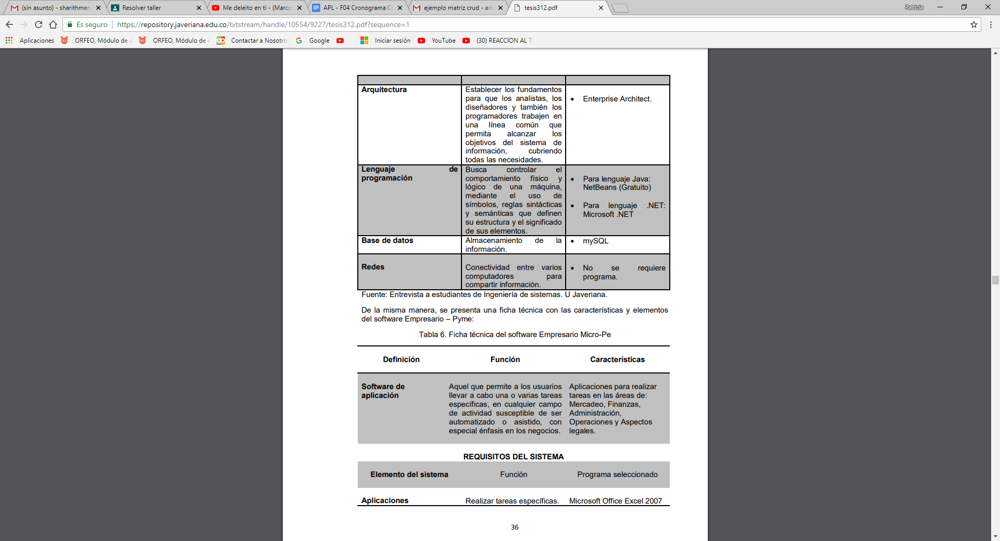 (sin asunto) - sharithmen
Resolver taller
Me deleito en ti - (Marco
APL - F04 Cronograma C
ejemplo matriz crud - arl
tesis312.pdf
Patricia
Es seguro
https://repository.javeriana.edu.co/bitstream/handle/10554/9227/tesis312.pdf?sequence=1
Aplicaciones
ORFEO, Módulo de
ORFEO, Módulo de
Contactar a Nosotro
Google
Iniciar sesión
YouTube
(30) REACCION AL T
Arquitectura
Establecer los fundamentos
para que los analistas, los
diseñadores y también los
programadores trabajen en
una línea común que
permita alcanzar los
objetivos del sistema de
información, cubriendo
todas las necesidades.
• Enterprise Architect.
Lenguaje de
programación
Busca controlar el
comportamiento físico y
lógico de una máquina,
mediante el uso de
símbolos, reglas sintácticas
y semánticas que definen
su estructura y el significado
de sus elementos.
• Para lenguaje Java:
NetBeans (Gratuito)
• Para lenguaje .NET:
Microsoft .NET
Base de datos
Almacenamiento de la
información.
• mySQL
Redes
Conectividad entre varios
computadores para
compartir información.
• No se requiere
programa.
Fuente: Entrevista a estudiantes de Ingeniería de sistemas. U Javeriana.
De la misma manera, se presenta una ficha técnica con las características y elementos
del software Empresario – Pyme:
Tabla 6. Ficha técnica del software Empresario Micro-Pe
Definición
Función
Características
Software de
aplicación
Aquel que permite a los usuarios
llevar a cabo una o varias tareas
específicas, en cualquier campo
de actividad susceptible de ser
automatizado o asistido, con
especial énfasis en los negocios.
Aplicaciones para realizar
tareas en las áreas de:
Mercadeo, Finanzas,
Administración,
Operaciones y Aspectos
legales.
REQUISITOS DEL SISTEMA
Elemento del sistema
Función
Programa seleccionado
Aplicaciones
Realizar tareas específicas.
Microsoft Office Excel 2007
36